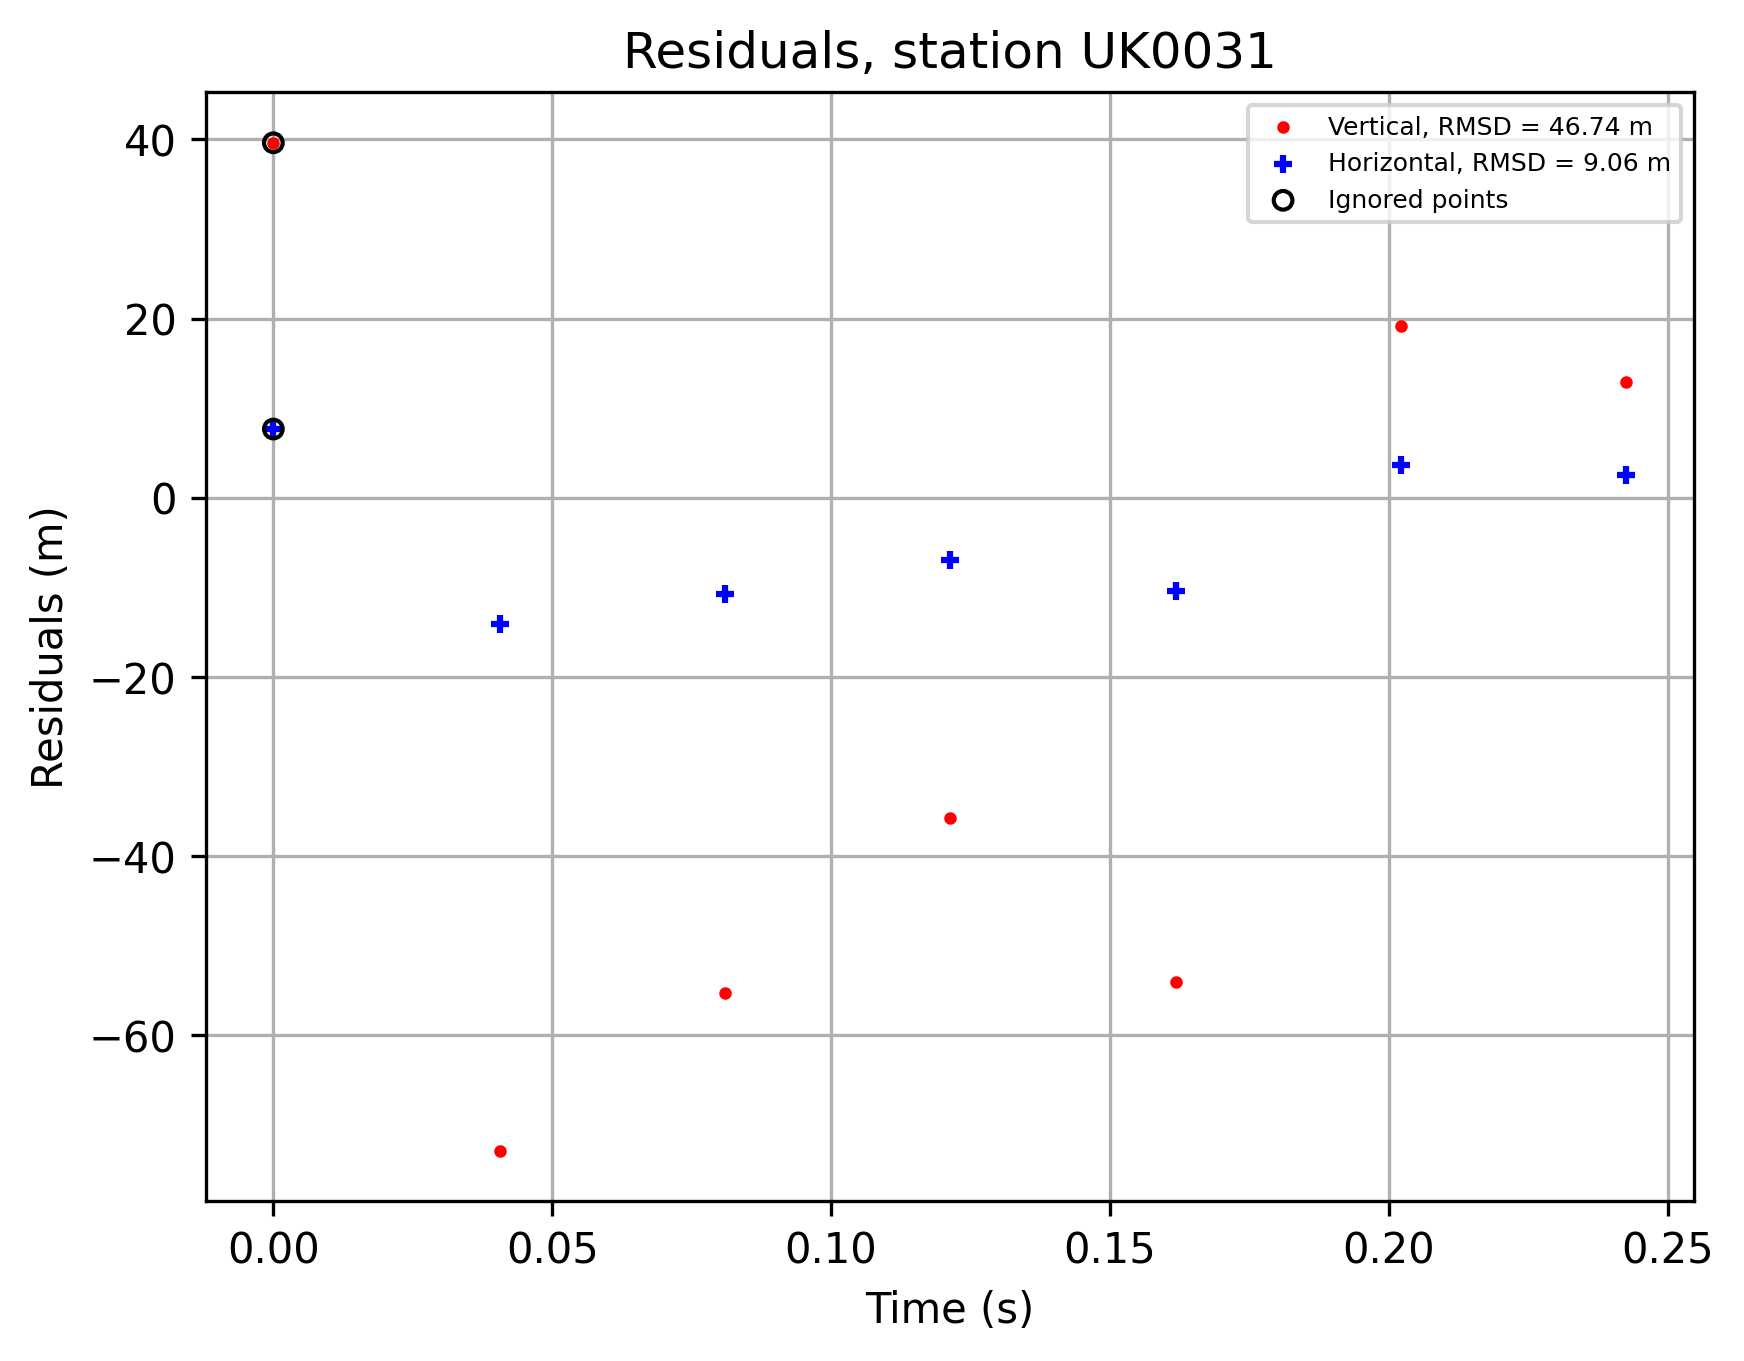 Residuals, station UK0031
Vertical, RMSD = 46.74 m
Horizontal, RMSD = 9.06 m
Ignored points
40
20
0
−20
−40
−60
Residuals (m)
0.00 0.05 0.10 0.15 0.20 0.25
Time (s)